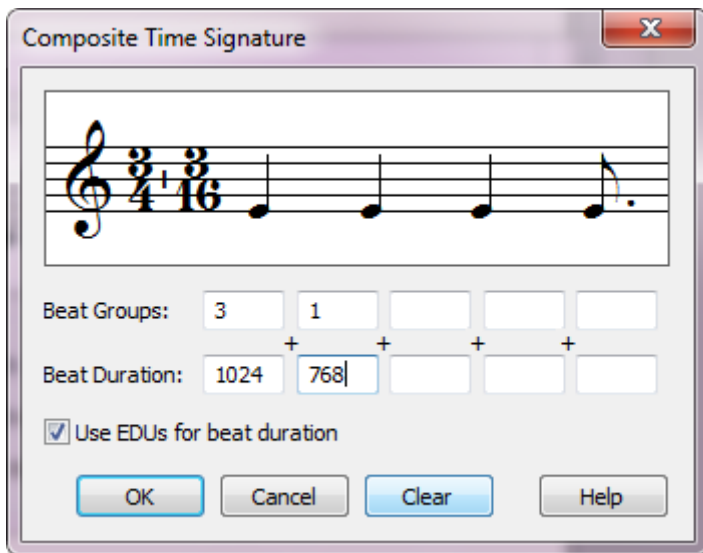 Composite Time Signature
3 + 3
4 16
Beat Groups: 3 1
+ + + +
Beat Duration: 1024 768
Use EDUs for beat duration
OK Cancel Clear Help